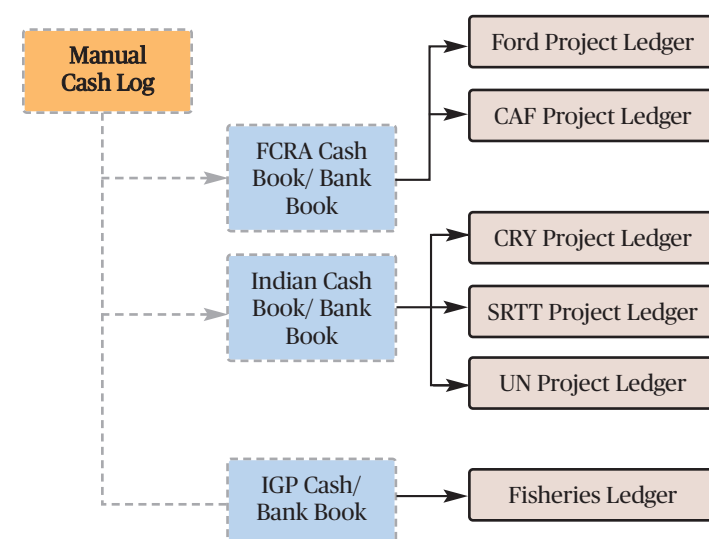 Manual
Cash Log
FCRA Cash
Book/ Bank
Book
Indian Cash
Book/ Bank
Book
IGP Cash/
Bank Book
Ford Project Ledger
CAF Project Ledger
CRY Project Ledger
SRTT Project Ledger
UN Project Ledger
Fisheries Ledger